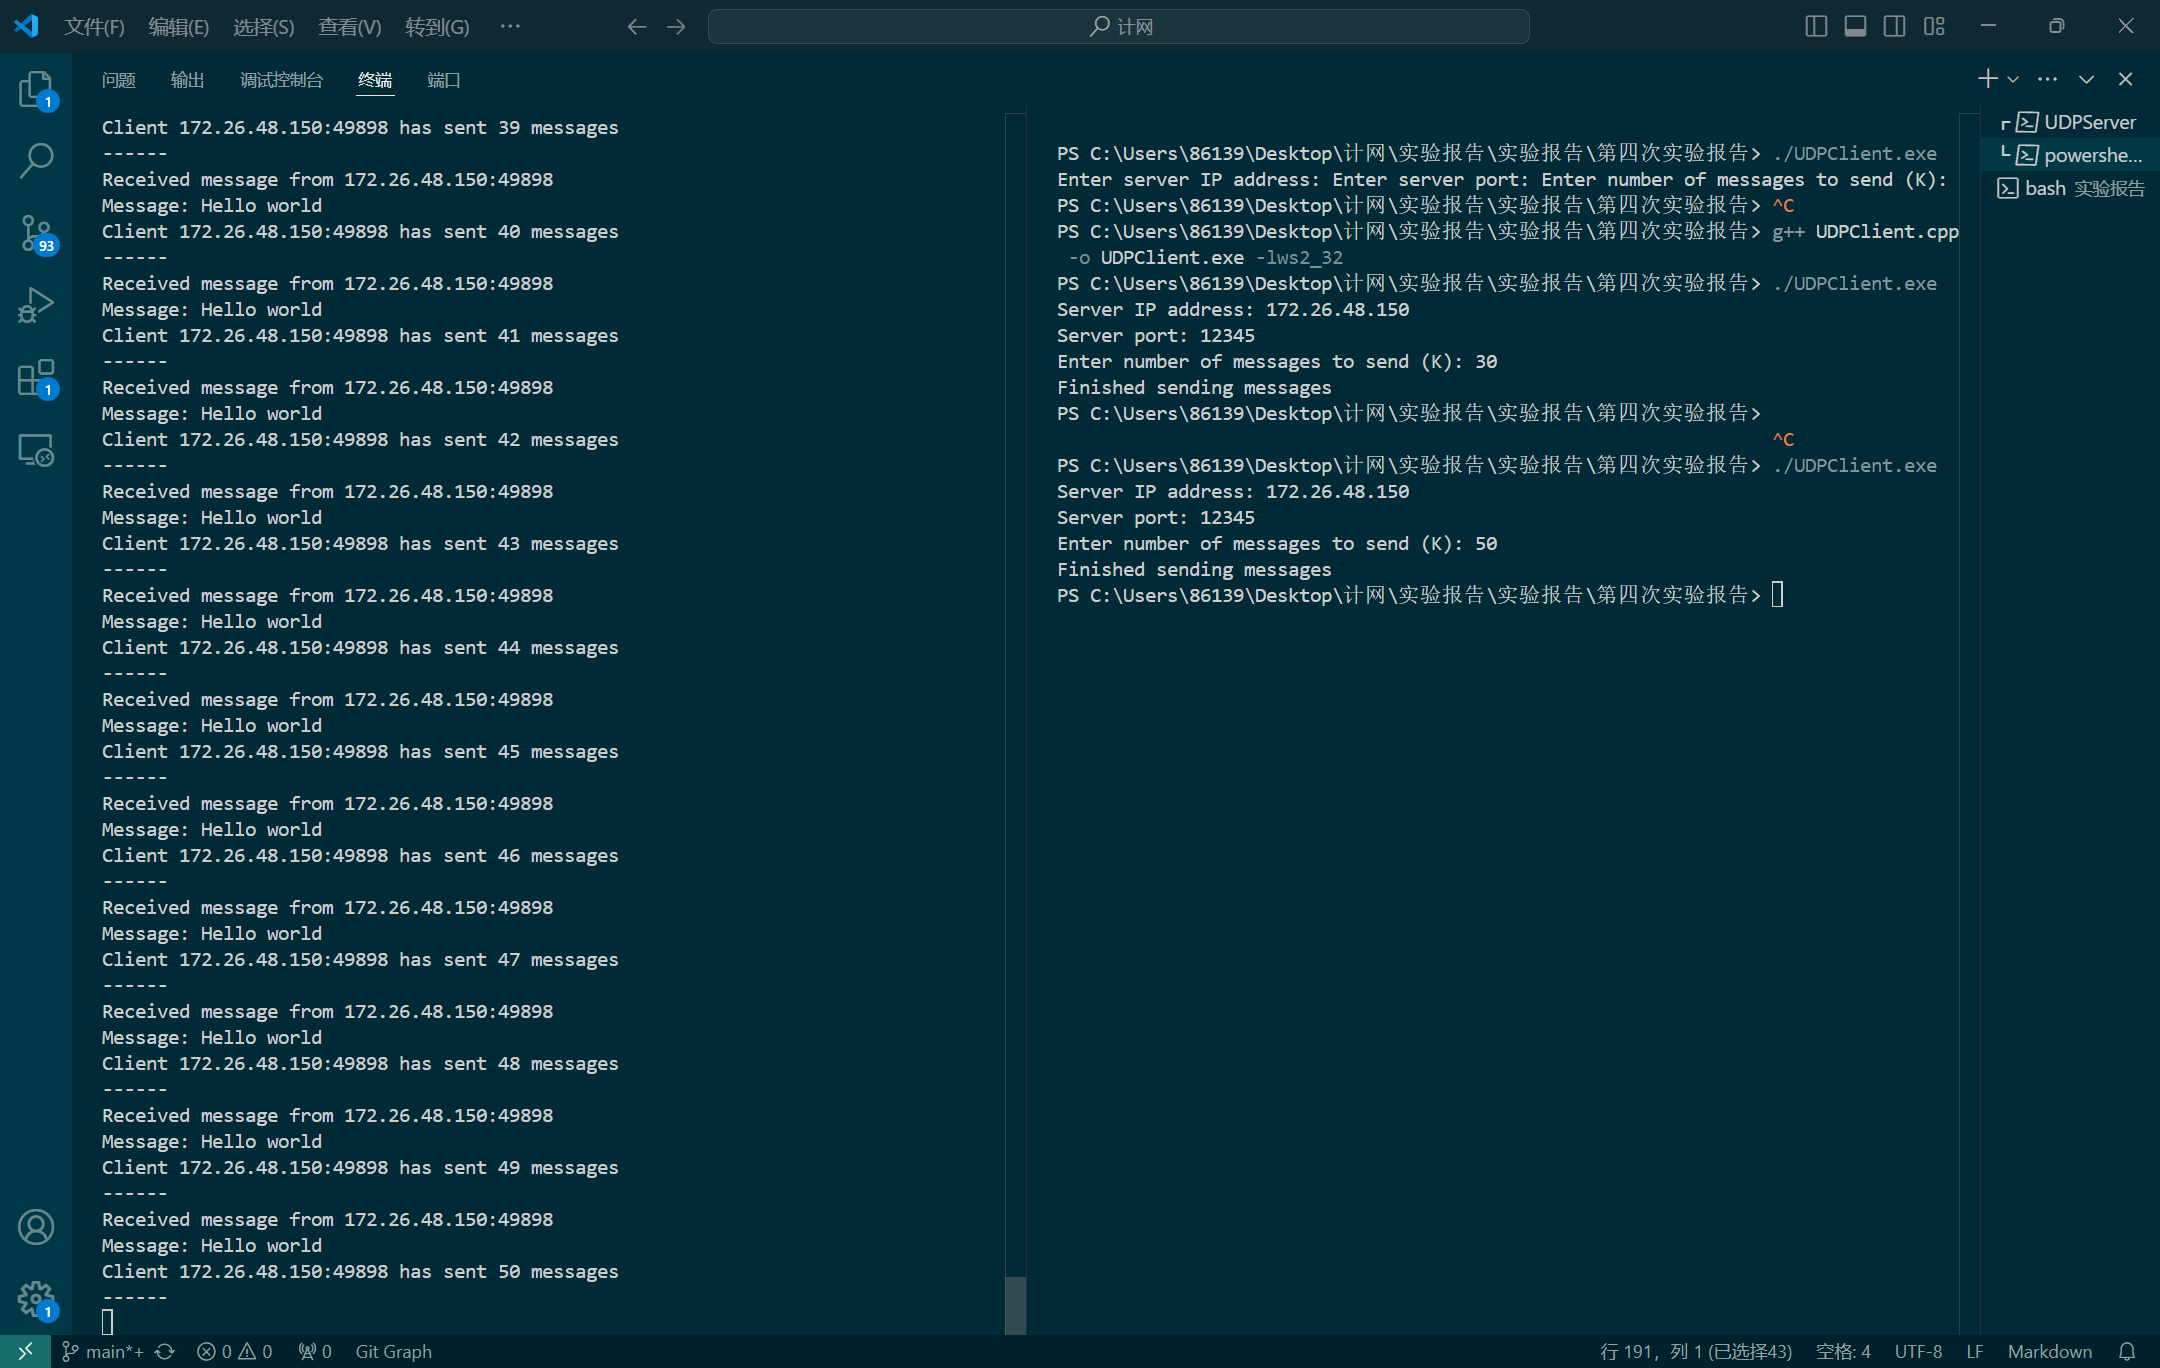 文件(F) 编辑(E) 选择(S) 查看(V) 转到(G) ··· 计网
问题 输出 调试控制台 终端 端口
1
93
1
1
Client 172.26.48.150:49898 has sent 39 messages
------
Received message from 172.26.48.150:49898
Message: Hello world
Client 172.26.48.150:49898 has sent 40 messages
------
Received message from 172.26.48.150:49898
Message: Hello world
Client 172.26.48.150:49898 has sent 41 messages
------
Received message from 172.26.48.150:49898
Message: Hello world
Client 172.26.48.150:49898 has sent 42 messages
------
Received message from 172.26.48.150:49898
Message: Hello world
Client 172.26.48.150:49898 has sent 43 messages
------
Received message from 172.26.48.150:49898
Message: Hello world
Client 172.26.48.150:49898 has sent 44 messages
------
Received message from 172.26.48.150:49898
Message: Hello world
Client 172.26.48.150:49898 has sent 45 messages
------
Received message from 172.26.48.150:49898
Message: Hello world
Client 172.26.48.150:49898 has sent 46 messages
------
Received message from 172.26.48.150:49898
Message: Hello world
Client 172.26.48.150:49898 has sent 47 messages
------
Received message from 172.26.48.150:49898
Message: Hello world
Client 172.26.48.150:49898 has sent 48 messages
------
Received message from 172.26.48.150:49898
Message: Hello world
Client 172.26.48.150:49898 has sent 49 messages
------
Received message from 172.26.48.150:49898
Message: Hello world
Client 172.26.48.150:49898 has sent 50 messages
------
PS C:\Users\86139\Desktop\计网\实验报告\实验报告\第四次实验报告> ./UDPClient.exe
Enter server IP address: Enter server port: Enter number of messages to send (K):
PS C:\Users\86139\Desktop\计网\实验报告\实验报告\第四次实验报告> ^C
PS C:\Users\86139\Desktop\计网\实验报告\实验报告\第四次实验报告> g++ UDPClient.cpp
-o UDPClient.exe -lws2_32
PS C:\Users\86139\Desktop\计网\实验报告\实验报告\第四次实验报告> ./UDPClient.exe
Server IP address: 172.26.48.150
Server port: 12345
Enter number of messages to send (K): 30
Finished sending messages
PS C:\Users\86139\Desktop\计网\实验报告\实验报告\第四次实验报告>
^C
PS C:\Users\86139\Desktop\计网\实验报告\实验报告\第四次实验报告> ./UDPClient.exe
Server IP address: 172.26.48.150
Server port: 12345
Enter number of messages to send (K): 50
Finished sending messages
PS C:\Users\86139\Desktop\计网\实验报告\实验报告\第四次实验报告>
UDPServer
powershe...
bash 实验报告
main*+ 0 0 0 Git Graph 行 191，列 1 (已选择43) 空格: 4 UTF-8 LF Markdown